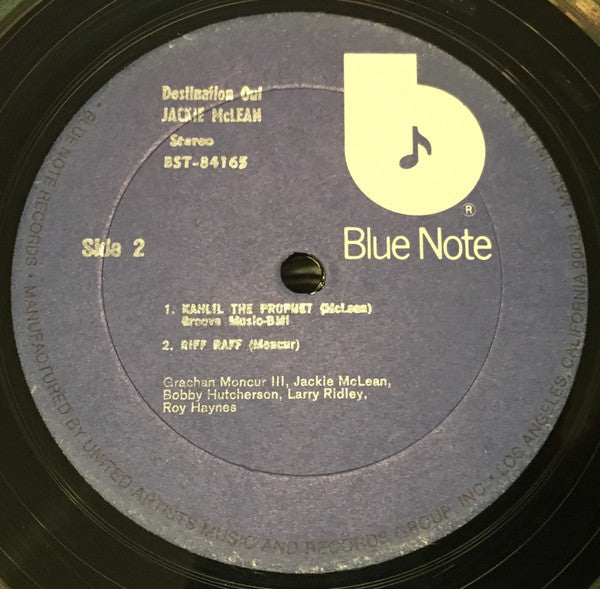 Destination Out
JACKIE McLEAN
Stereo
BST-84165
®
Blue Note
Side 2
1. KAHLIL THE PROPHET (McLean)
Groove Music-BMI
2. RIFF RAFF (Moncur)
Grachan Moncur III, Jackie McLean,
Bobby Hutcherson, Larry Ridley,
Roy Haynes
BLUE NOTE RECORDS • MANUFACTURED BY UNITED ARTISTS MUSIC AND RECORDS GROUP, INC. • LOS ANGELES, CALIFORNIA • MADE IN